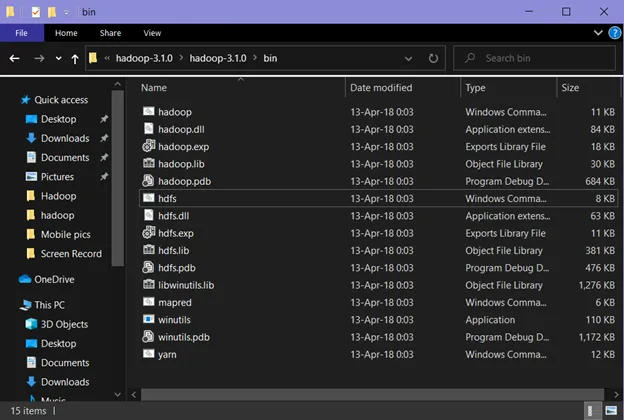 bin
File Home Share View
« hadoop-3.1.0 › hadoop-3.1.0 › bin
Search bin
Name Date modified Type Size
Quick access
Desktop
Downloads
Documents
Pictures
Hadoop
hadoop
Mobile pics
Screen Record
OneDrive
This PC
3D Objects
Desktop
Documents
Downloads
Music
hadoop 13-Apr-18 0:03 Windows Comma... 11 KB
hadoop.dll 13-Apr-18 0:03 Application extens... 84 KB
hadoop.exp 13-Apr-18 0:03 Exports Library File 18 KB
hadoop.lib 13-Apr-18 0:03 Object File Library 30 KB
hadoop.pdb 13-Apr-18 0:03 Program Debug D... 684 KB
hdfs 13-Apr-18 0:03 Windows Comma... 8 KB
hdfs.dll 13-Apr-18 0:03 Application extens... 63 KB
hdfs.exp 13-Apr-18 0:03 Exports Library File 11 KB
hdfs.lib 13-Apr-18 0:03 Object File Library 381 KB
hdfs.pdb 13-Apr-18 0:03 Program Debug D... 476 KB
libwinutils.lib 13-Apr-18 0:03 Object File Library 1,276 KB
mapred 13-Apr-18 0:03 Windows Comma... 6 KB
winutils 13-Apr-18 0:03 Application 110 KB
winutils.pdb 13-Apr-18 0:03 Program Debug D... 1,172 KB
yarn 13-Apr-18 0:03 Windows Comma... 12 KB
15 items